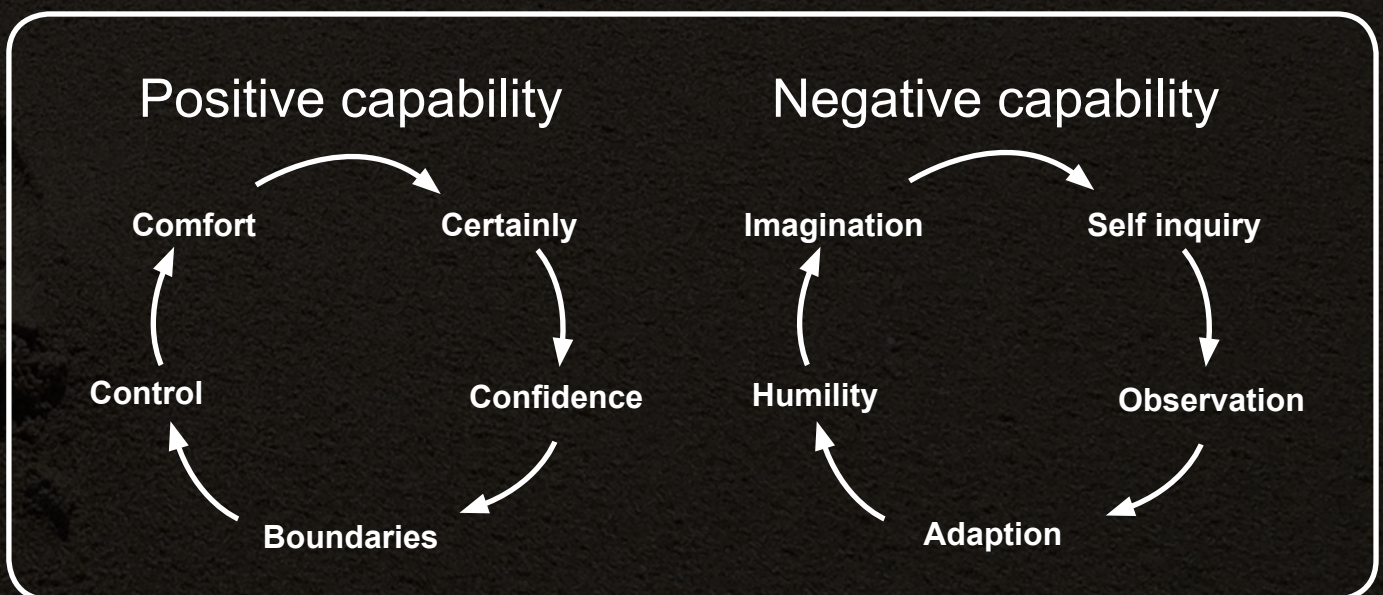 Positive capability
Comfort
Certainly
Confidence
Boundaries
Control
Negative capability
Imagination
Self inquiry
Observation
Adaption
Humility